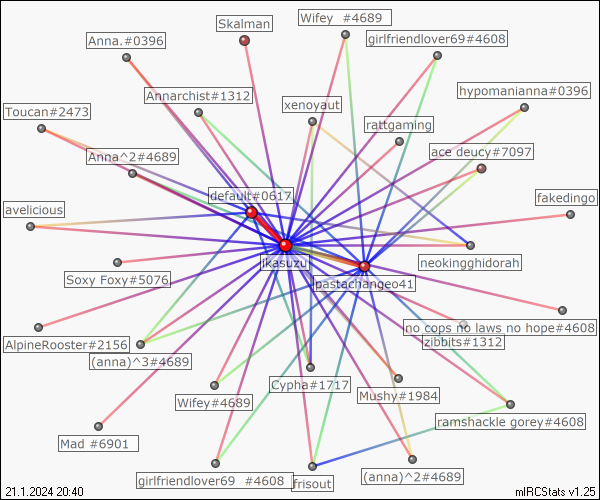 Skalman
Wifey  #4689
Anna.#0396
girlfriendlover69#4608
hypomanianna#0396
Annarchist#1312
xenoyaut
Toucan#2473
rattgaming
Anna^2#4689
ace deucy#7097
default#0617
avelicious
fakedingo
jkasuzu
neokingghidorah
Soxy Foxy#5076
pastachangeo41
no cops no laws no hope#4608
zibbits#1312
AlpineRooster#2156
(anna)^3#4689
Cypha#1717
Mushy#1984
Wifey#4689
ramshackle gorey#4608
Mad #6901
girlfriendlover69  #4608
frisout
(anna)^2#4689
21.1.2024 20:40
mIRCStats v1.25